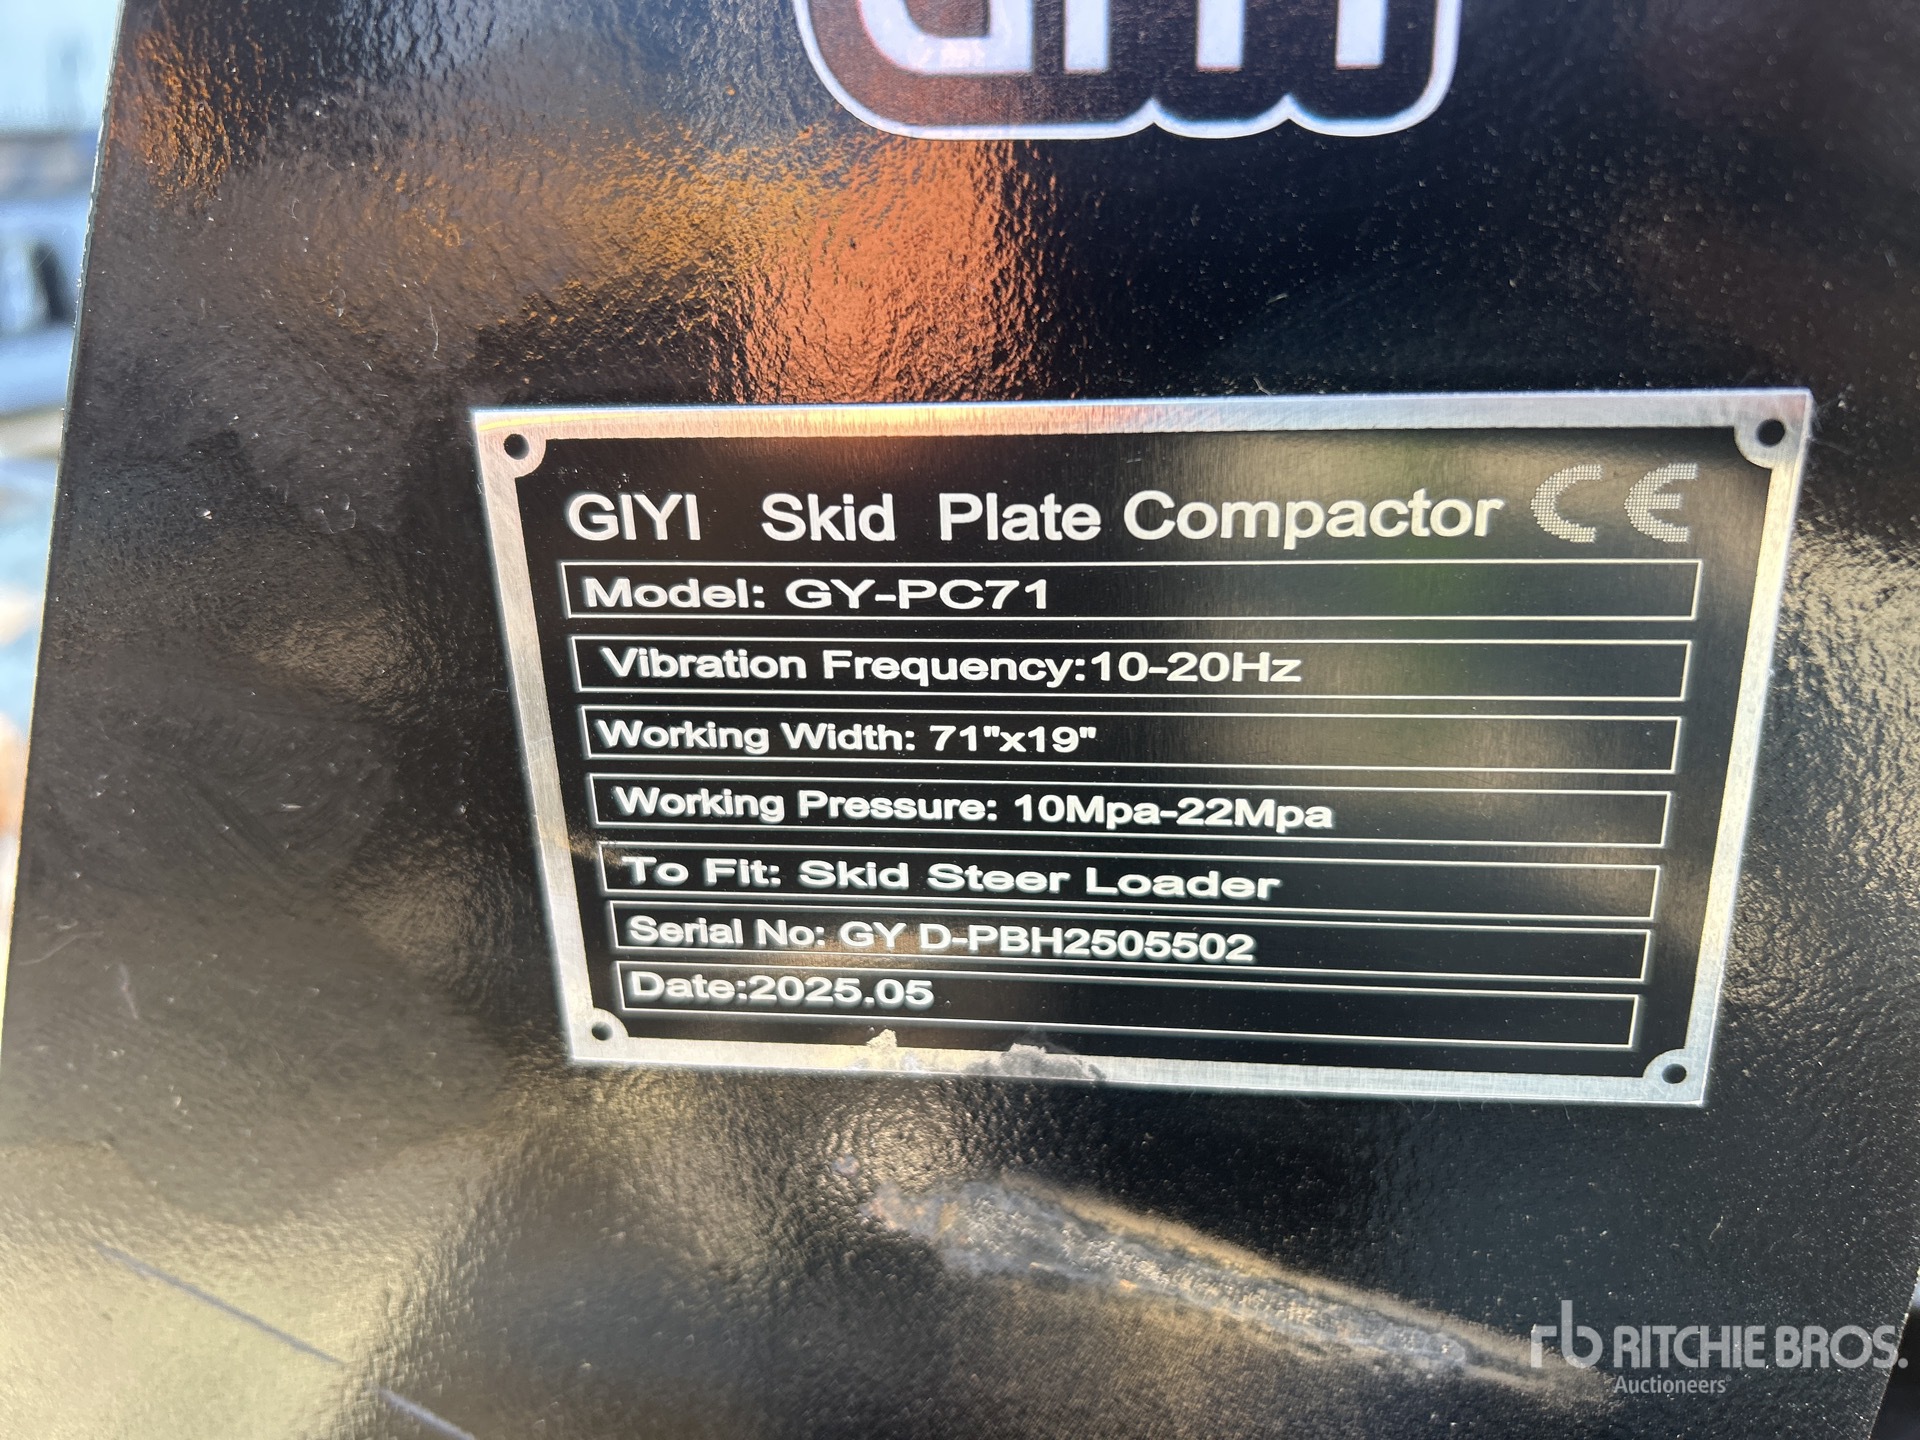 GIYI Skid Plate Compactor CE
Model: GY-PC71
Vibration Frequency:10-20Hz
Working Width: 71"x19"
Working Pressure: 10Mpa-22Mpa
To Fit: Skid Steer Loader
Serial No: GY D-PBH2505502
Date:2025.05
rb RITCHIE BROS.
Auctioneers